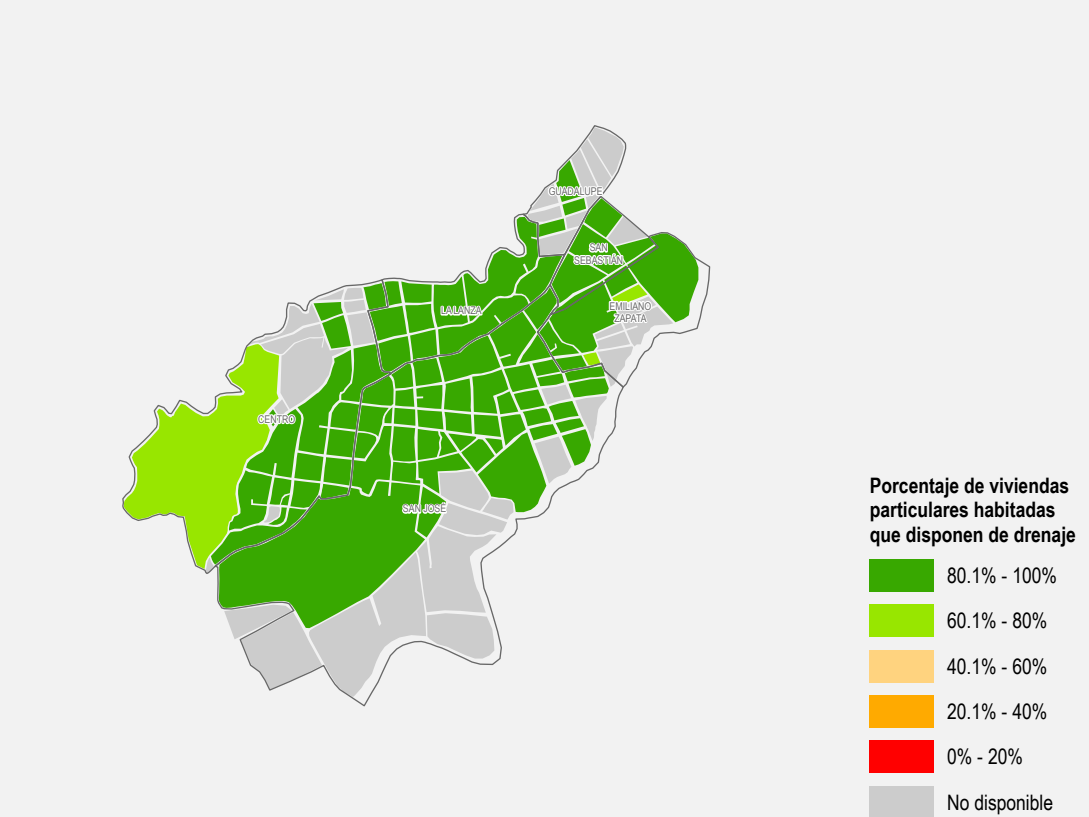 GUADALUPE
SAN
SEBASTIÁN
LA LANZA
EMILIANO
ZAPATA
CENTRO
SAN JOSÉ
Porcentaje de viviendas
particulares habitadas
que disponen de drenaje
80.1% - 100%
60.1% - 80%
40.1% - 60%
20.1% - 40%
0% - 20%
No disponible